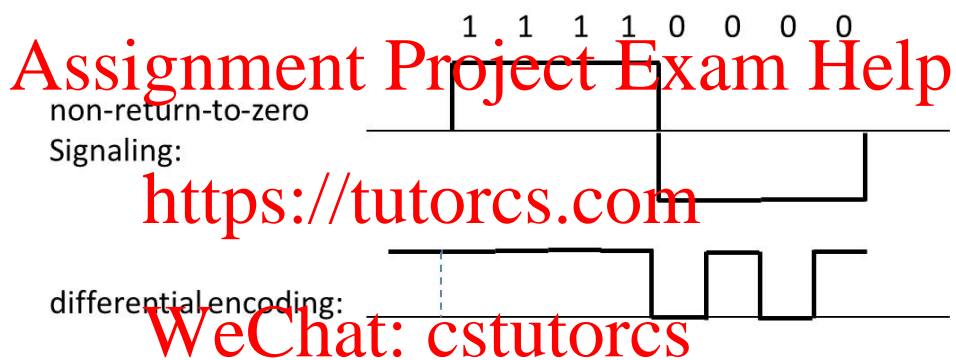 1 1 1 1 0 0 0 0
Assignment Project Exam Help
non-return-to-zero
Signaling:
https://tutorcs.com
differential encoding:
WeChat: cstutorcs